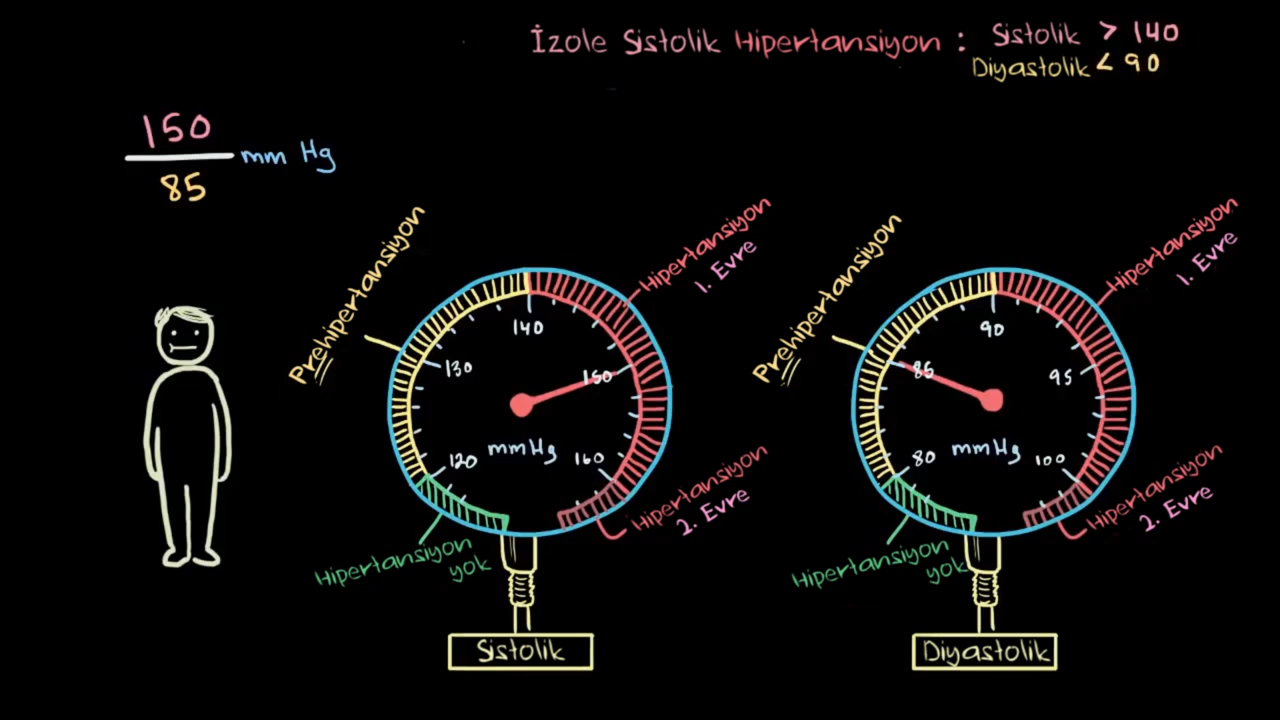 İzole Sistolik Hipertansiyon : Sistolik > 140
Diyastolik < 90
150
85
mm Hg
Prehipertansiyon
Hipertansiyon
1. Evre
140
130
150
120
mmHg
160
Hipertansiyon
2. Evre
Hipertansiyon
yok
Sistolik
Prehipertansiyon
Hipertansiyon
1. Evre
90
85
95
80
mmHg
100
Hipertansiyon
2. Evre
Hipertansiyon
yok
Diyastolik